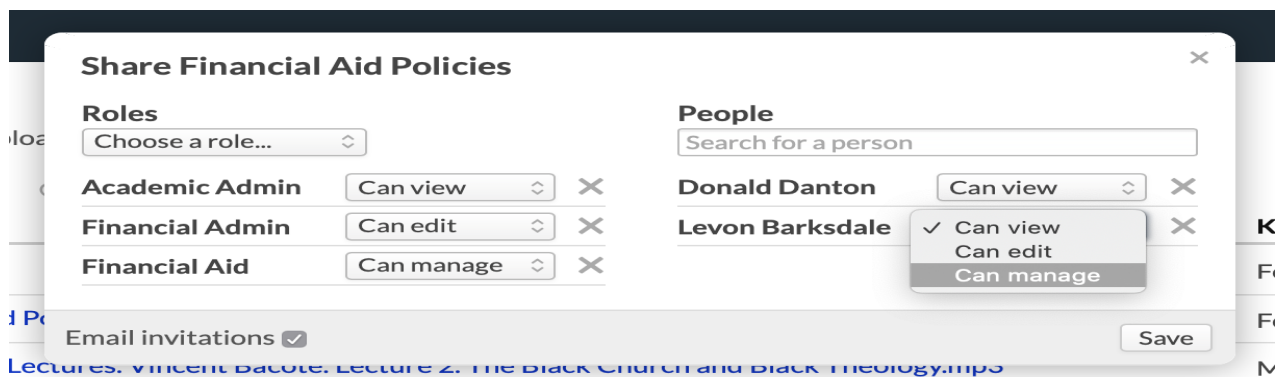 Share Financial Aid Policies
Roles
People
Choose a role...
Search for a person
Academic Admin Can view
Donald Danton Can view
Financial Admin Can edit
Levon Barksdale Can view
Can edit
Can manage
Financial Aid Can manage
Email invitations
Save
Lectures. Vincent Bacote. Lecture 2. The Black Church and Black Theology.mp3